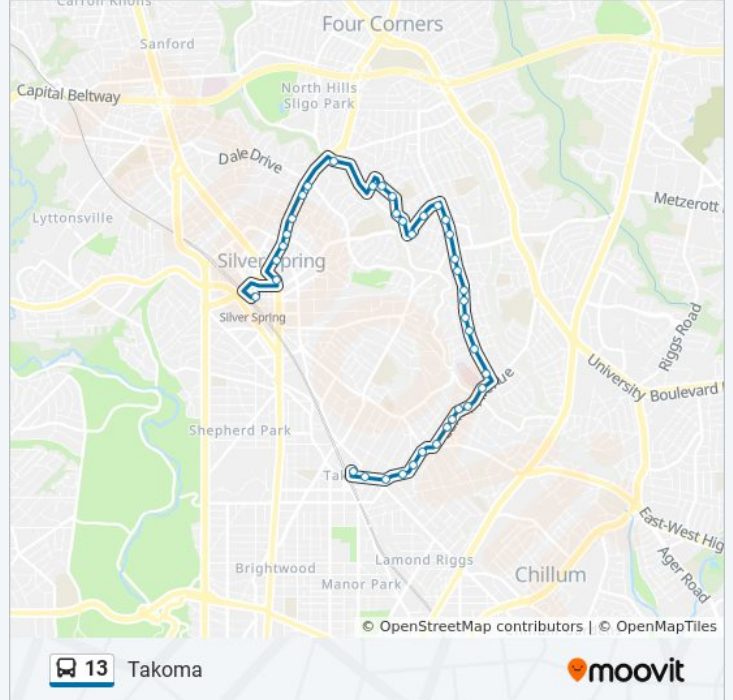 Four Corners
Sanford
North Hills
Sligo Park
Capital Beltway
Dale Drive
Metzerott
Lyttonsville
Silver Spring
Silver Spring
Riggs Road
University Boulevard
Shepherd Park
East-West Hig
Ager Road
Lamond Riggs
Brightwood
Manor Park
Chillum
© OpenStreetMap contributors | © OpenMapTiles
13 Takoma
moovit